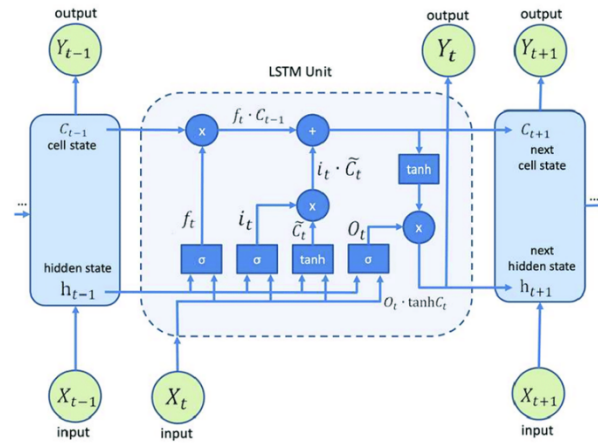 output
output
output
Y_{t-1}
Y_t
Y_{t+1}
LSTM Unit
C_{t-1}
cell state
x
f_t · C_{t-1}
+
C_{t+1}
next
cell state
tanh
i_t · C̃_t
...
...
f_t
i_t
x
C̃_t
O_t
x
σ
σ
tanh
σ
hidden state
h_{t-1}
next
hidden state
h_{t+1}
O_t · tanhC_t
X_{t-1}
X_t
X_{t+1}
input
input
input